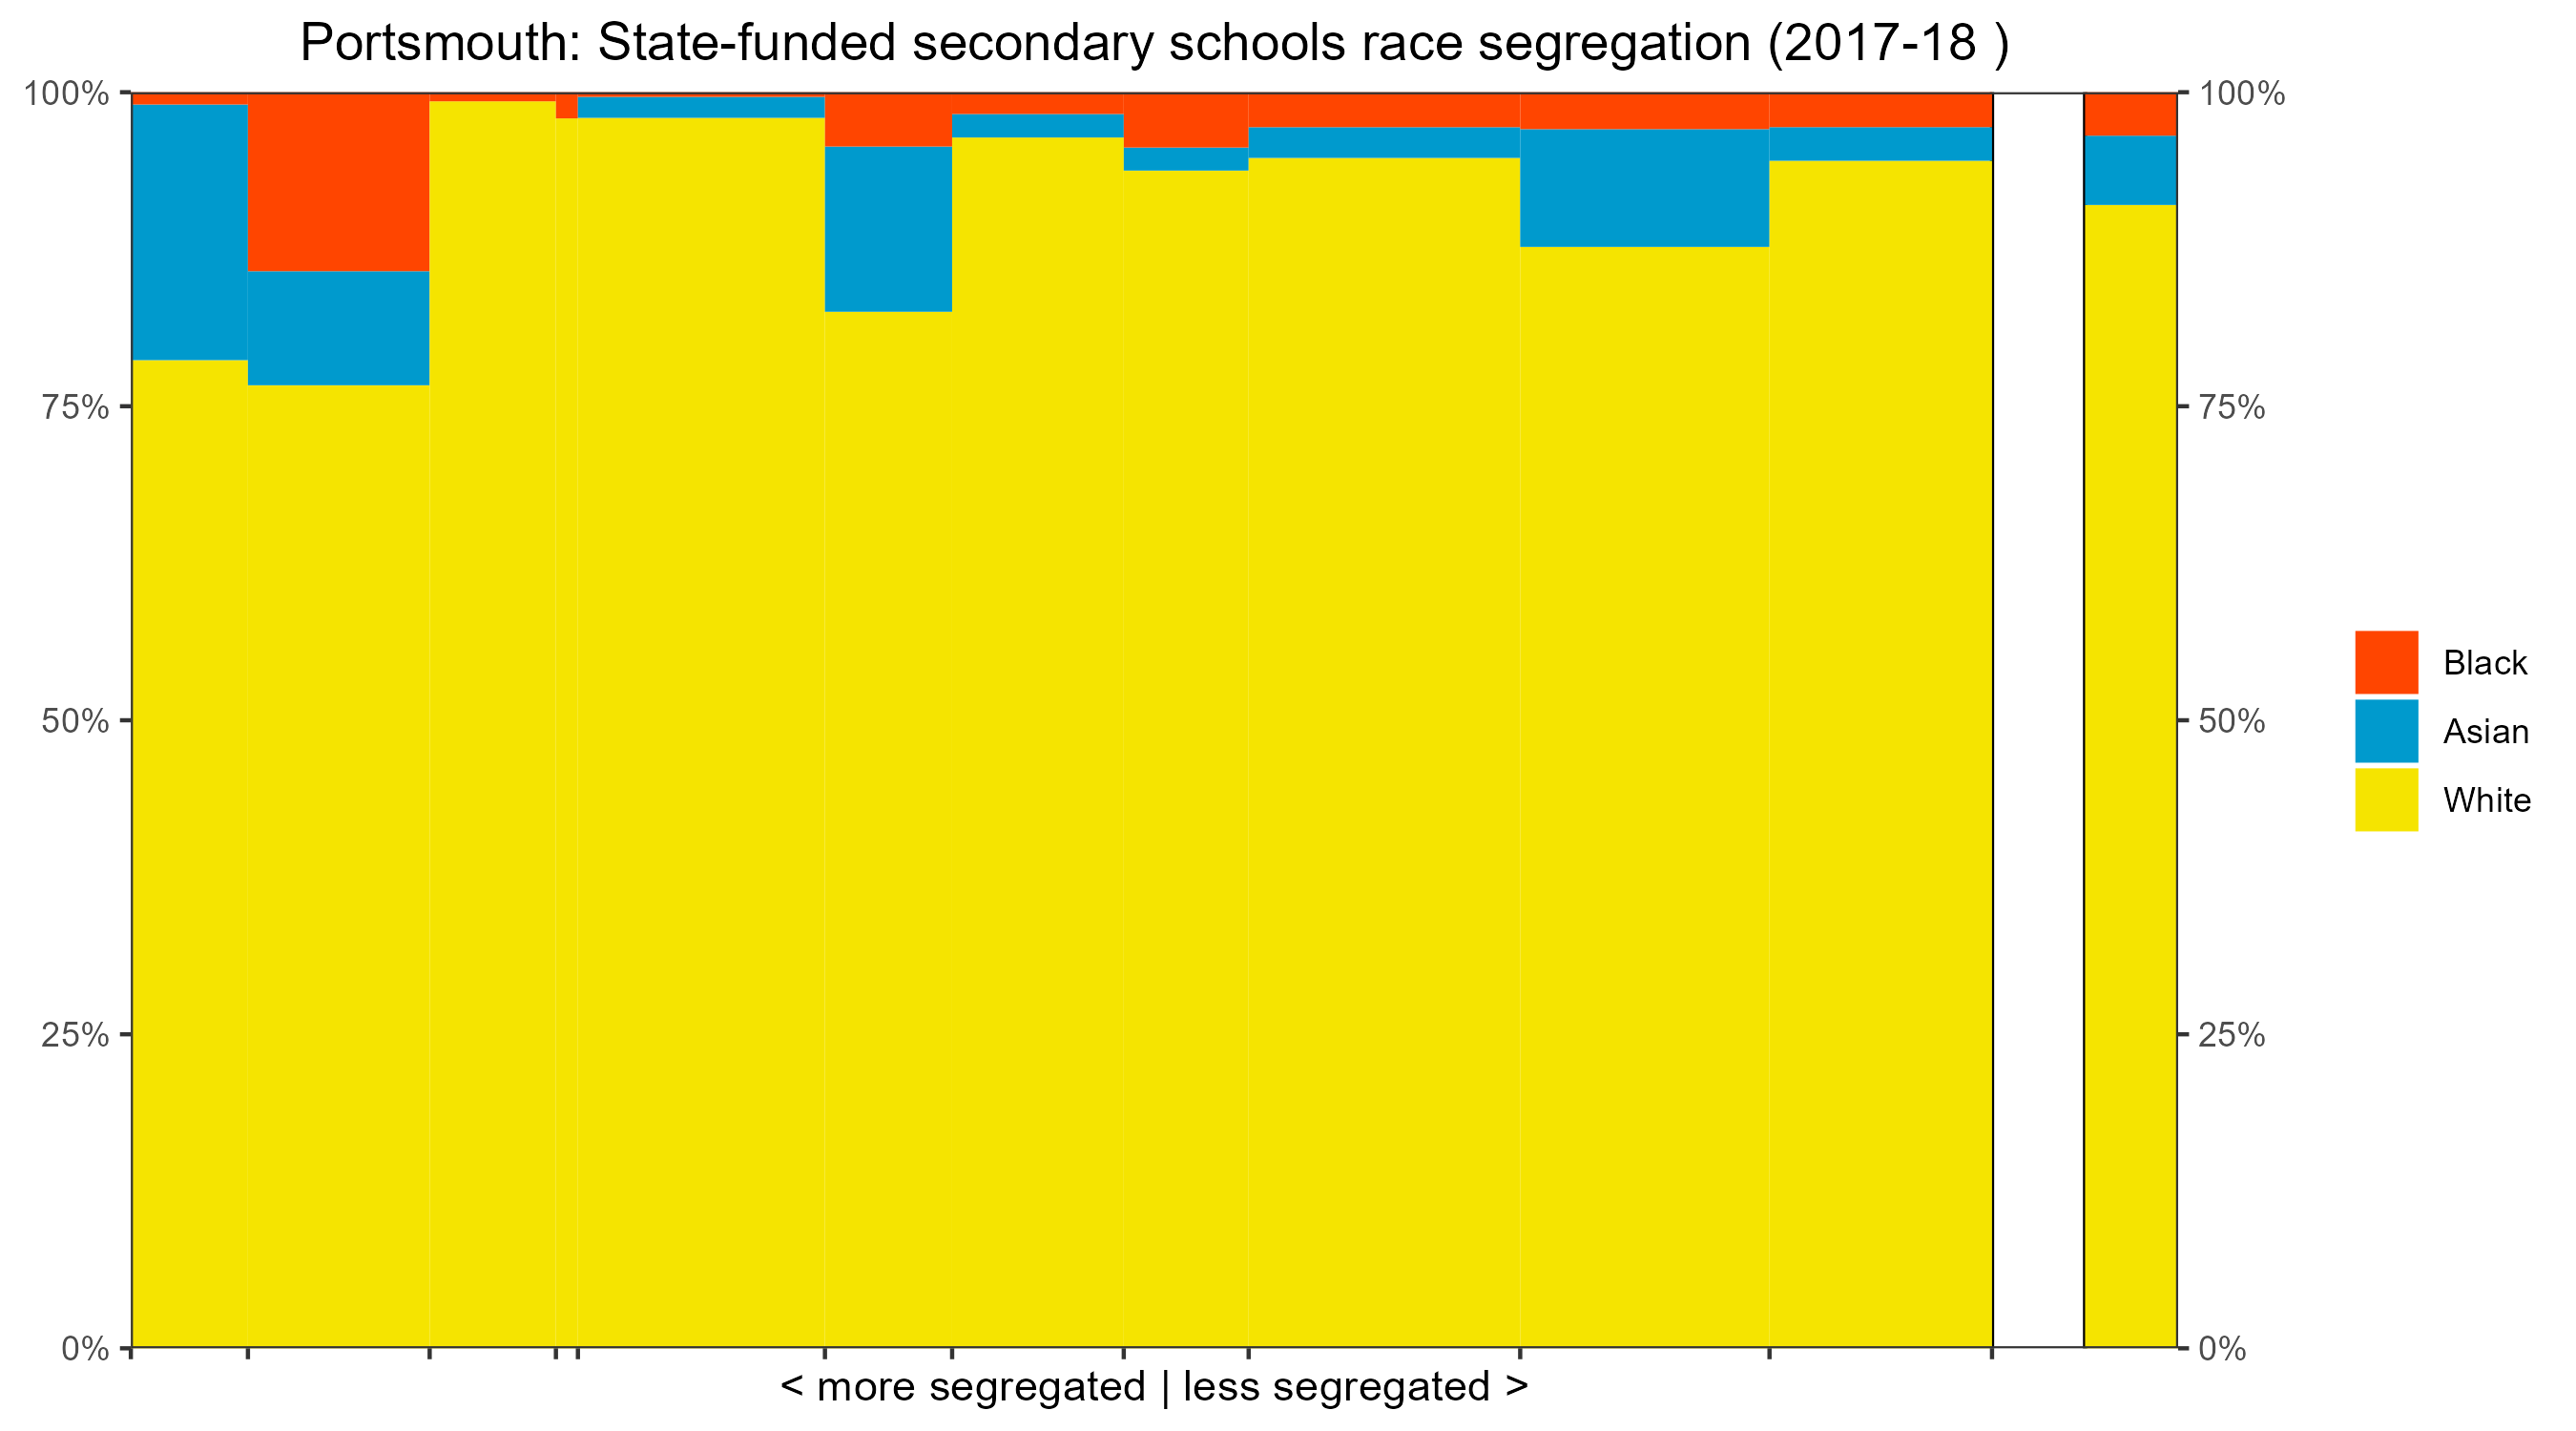 Portsmouth: State-funded secondary schools race segregation (2017-18 )
100%
75%
50%
25%
0%
100%
75%
50%
25%
0%
Black
Asian
White
< more segregated | less segregated >